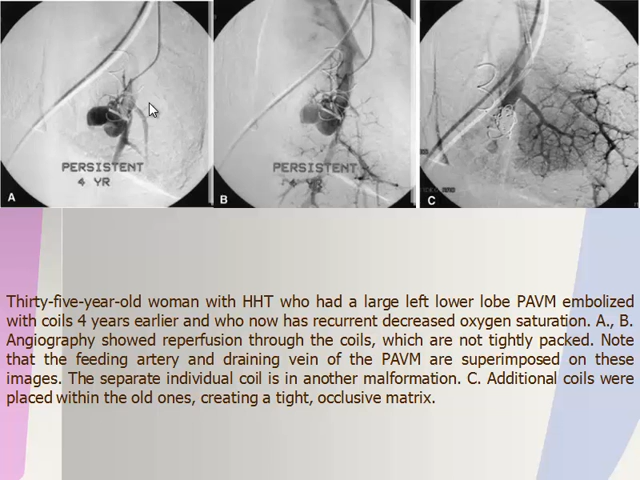 PERSISTENT
4 YR
A
PERSISTENT
4 YR
B
C
Thirty-five-year-old woman with HHT who had a large left lower lobe PAVM embolized
with coils 4 years earlier and who now has recurrent decreased oxygen saturation. A., B.
Angiography showed reperfusion through the coils, which are not tightly packed. Note
that the feeding artery and draining vein of the PAVM are superimposed on these
images. The separate individual coil is in another malformation. C. Additional coils were
placed within the old ones, creating a tight, occlusive matrix.